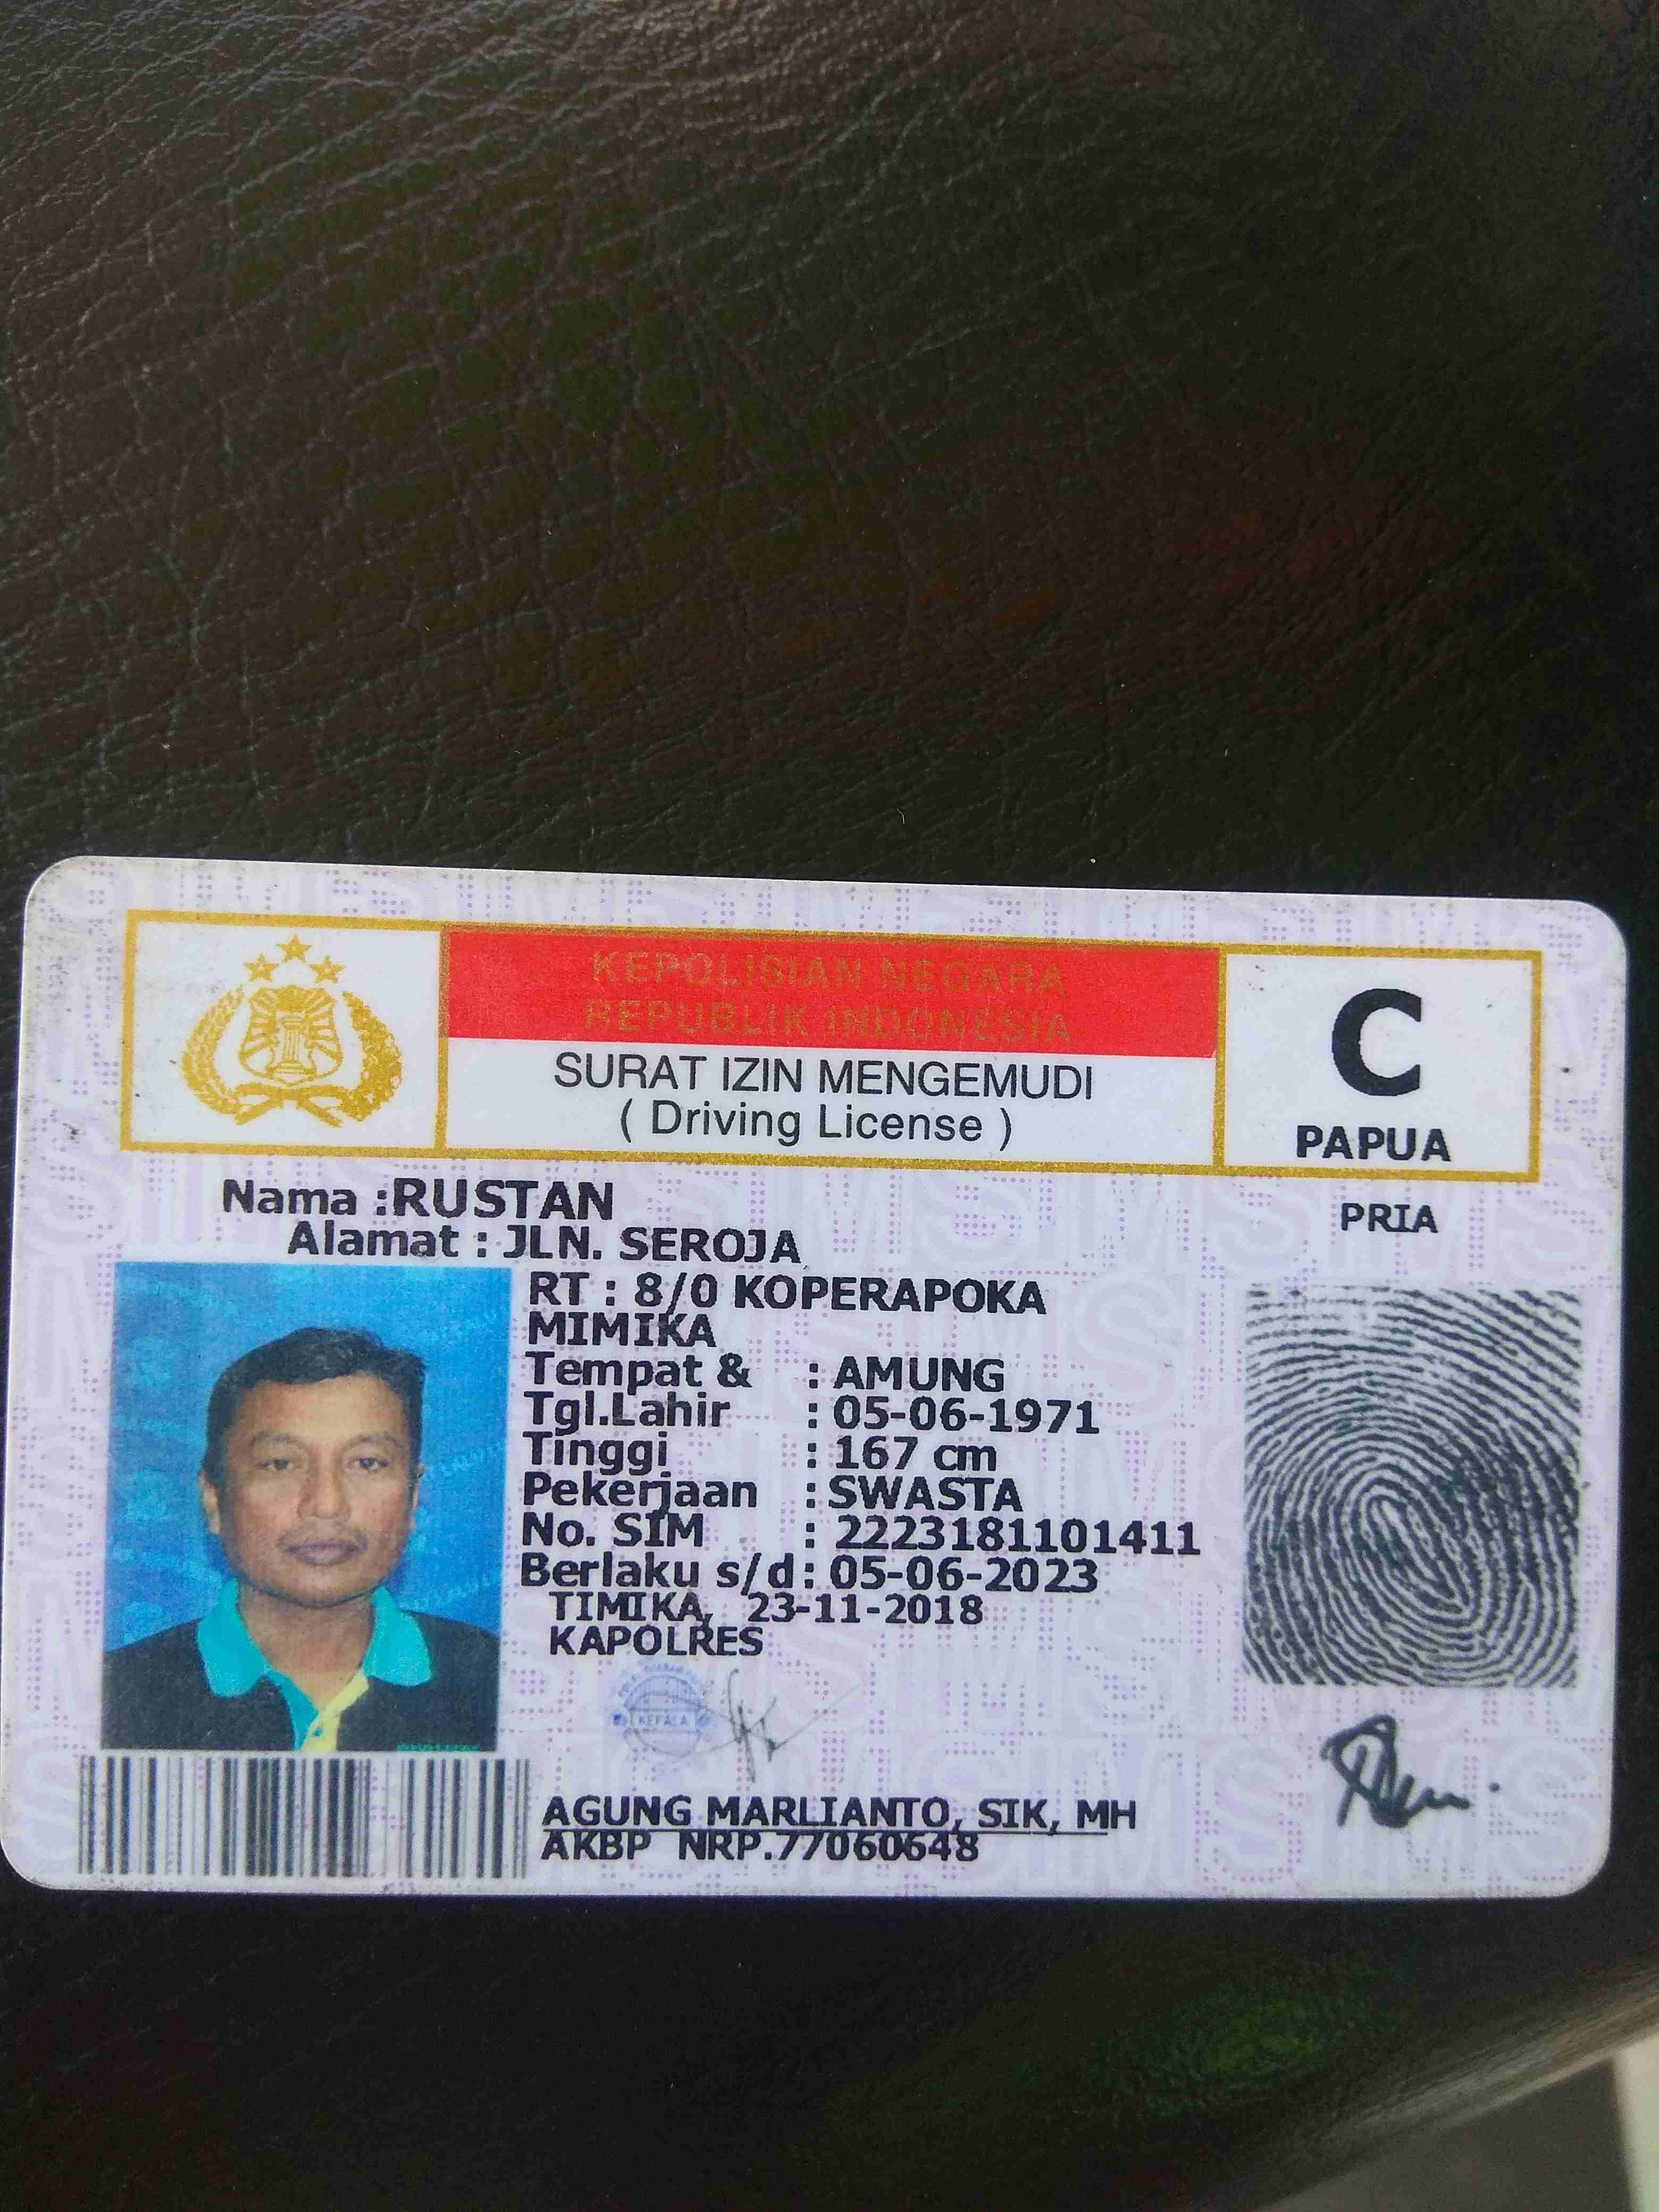 KEPOLISIAN NEGARA
REPUBLIK INDONESIA
SURAT IZIN MENGEMUDI
( Driving License )
C
PAPUA
PRIA
Nama :RUSTAN
Alamat : JLN. SEROJA
RT : 8/0 KOPERAPOKA
MIMIKA
Tempat & : AMUNG
Tgl.Lahir : 05-06-1971
Tinggi : 167 cm
Pekerjaan : SWASTA
No. SIM : 2223181101411
Berlaku s/d : 05-06-2023
TIMIKA, 23-11-2018
KAPOLRES
KEPALA
AGUNG MARLIANTO, SIK, MH
AKBP NRP.77060648